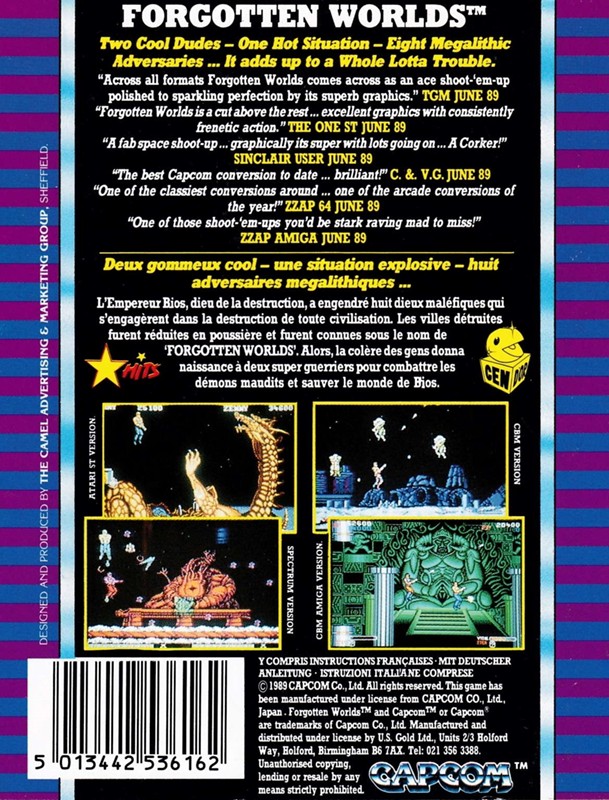 FORGOTTEN WORLDS™
Two Cool Dudes – One Hot Situation – Eight Megalithic
Adversaries ... It adds up to a Whole Lotta Trouble.
"Across all formats Forgotten Worlds comes across as an ace shoot-'em-up
polished to sparkling perfection by its superb graphics." TGM JUNE 89
"Forgotten Worlds is a cut above the rest ... excellent graphics with consistently
frenetic action." THE ONE ST JUNE 89
"A fab space shoot-up ... graphically its super with lots going on ... A Corker!"
SINCLAIR USER JUNE 89
"The best Capcom conversion to date ... brilliant!" C. &. V.G. JUNE 89
"One of the classiest conversions around ... one of the arcade conversions of
the year!" ZZAP 64 JUNE 89
"One of those shoot-'em-ups you'd be stark raving mad to miss!"
ZZAP AMIGA JUNE 89
Deux gommeux cool – une situation explosive – huit
adversaires megalithiques ...
L'Empereur Bios, dieu de la destruction, a engendré huit dieux maléfiques qui
s'engagèrent dans la destruction de toute civilisation. Les villes détruites
furent réduites en poussière et furent connues sous le nom de
'FORGOTTEN WORLDS'. Alors, la colère des gens donna
naissance à deux super guerriers pour combattre les
démons maudits et sauver le monde de Bios.
HITS
GEN
DOR
ATARI ST VERSION.
26100 ZENNY 34600
CBM VERSION
SPECTRUM VERSION
CBM AMIGA VERSION.
20400
DESIGNED AND PRODUCED BY THE CAMEL ADVERTISING & MARKETING GROUP, SHEFFIELD.
5 013442 536162
Y COMPRIS INSTRUCTIONS FRANÇAISES · MIT DEUTSCHER
ANLEITUNG · ISTRUZIONI ITALIANE COMPRESE
© 1989 CAPCOM Co., Ltd. All rights reserved. This game has
been manufactured under license from CAPCOM CO., Ltd.,
Japan. Forgotten Worlds™ and Capcom™ or Capcom®
are trademarks of Capcom Co., Ltd. Manufactured and
distributed under license by U.S. Gold Ltd., Units 2/3 Holford
Way, Holford, Birmingham B6 7AX. Tel: 021 356 3388.
Unauthorised copying,
lending or resale by any
means strictly prohibited.
CAPCOM™